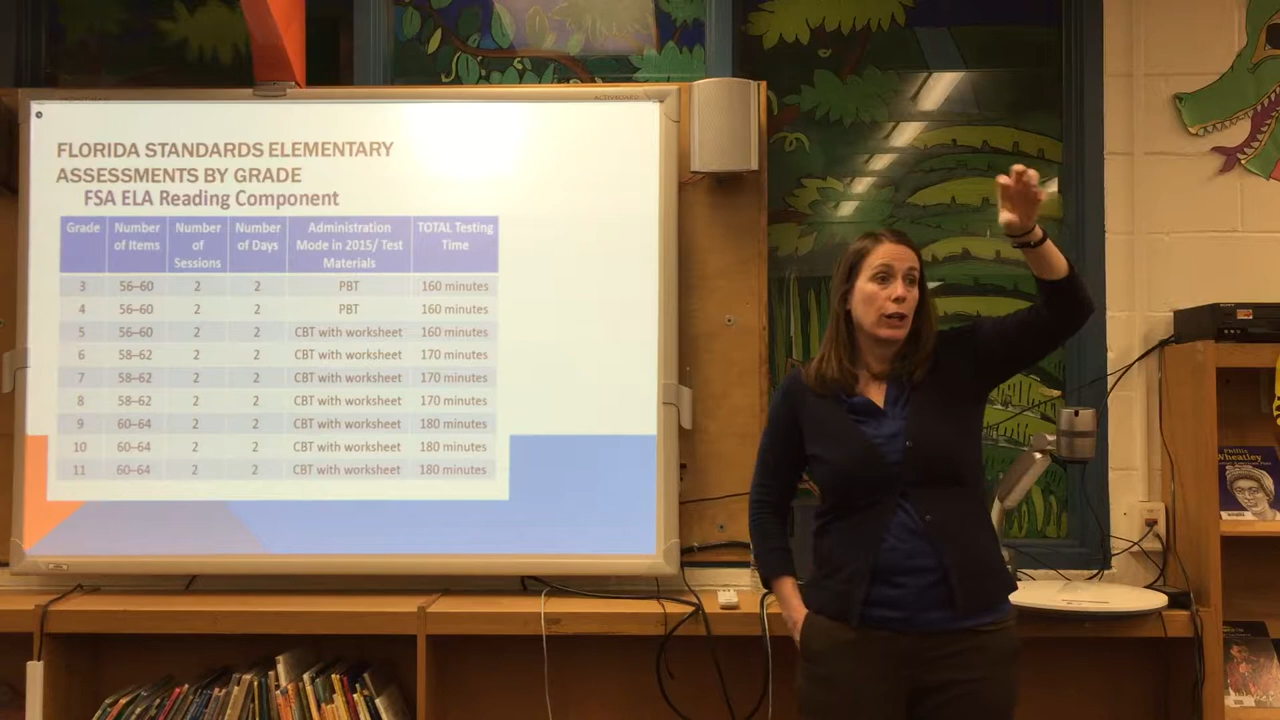 ACTIVBOARD
FLORIDA STANDARDS ELEMENTARY
ASSESSMENTS BY GRADE
FSA ELA Reading Component
Grade Number of Items Number of Sessions Number of Days Administration Mode in 2015/ Test Materials TOTAL Testing Time
3 56–60 2 2 PBT 160 minutes
4 56–60 2 2 PBT 160 minutes
5 56–60 2 2 CBT with worksheet 160 minutes
6 58–62 2 2 CBT with worksheet 170 minutes
7 58–62 2 2 CBT with worksheet 170 minutes
8 58–62 2 2 CBT with worksheet 170 minutes
9 60–64 2 2 CBT with worksheet 180 minutes
10 60–64 2 2 CBT with worksheet 180 minutes
11 60–64 2 2 CBT with worksheet 180 minutes
SONY
Phillis
Wheatley